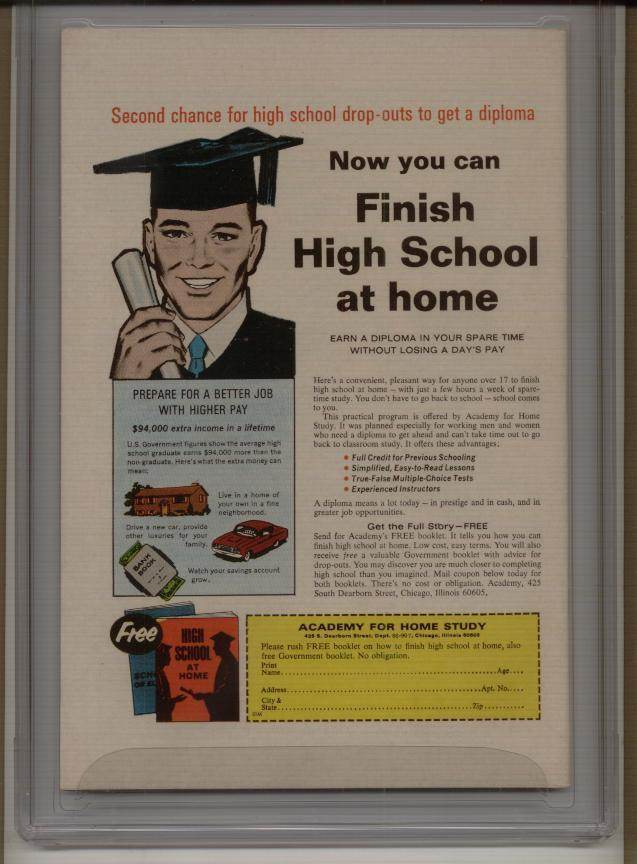 Second chance for high school drop-outs to get a diploma
Now you can
Finish
High School
at home
EARN A DIPLOMA IN YOUR SPARE TIME
WITHOUT LOSING A DAY'S PAY
PREPARE FOR A BETTER JOB
WITH HIGHER PAY
$94,000 extra income in a lifetime
U.S. Government figures show the average high
school graduate earns $94,000 more than the
non-graduate. Here's what the extra money can
mean:
Live in a home of
your own in a fine
neighborhood.
Drive a new car, provide
other luxuries for your
family.
BANK
BOOK
Watch your savings account
grow.
Here's a convenient, pleasant way for anyone over 17 to finish
high school at home — with just a few hours a week of spare-
time study. You don't have to go back to school — school comes
to you.
This practical program is offered by Academy for Home
Study. It was planned especially for working men and women
who need a diploma to get ahead and can't take time out to go
back to classroom study. It offers these advantages:
• Full Credit for Previous Schooling
• Simplified, Easy-to-Read Lessons
• True-False Multiple-Choice Tests
• Experienced Instructors
A diploma means a lot today — in prestige and in cash, and in
greater job opportunities.
Get the Full Story—FREE
Send for Academy's FREE booklet. It tells you how you can
finish high school at home. Low cost, easy terms. You will also
receive free a valuable Government booklet with advice for
drop-outs. You may discover you are much closer to completing
high school than you imagined. Mail coupon below today for
both booklets. There's no cost or obligation. Academy, 425
South Dearborn Street, Chicago, Illinois 60605.
Free
HIGH
SCHOOL
AT
HOME
ACADEMY FOR HOME STUDY
425 S. Dearborn Street, Dept. Chicago, Illinois 60605
Please rush FREE booklet on how to finish high school at home, also
free Government booklet. No obligation.
Print
Name Age
Address Apt. No.
City &
State Zip